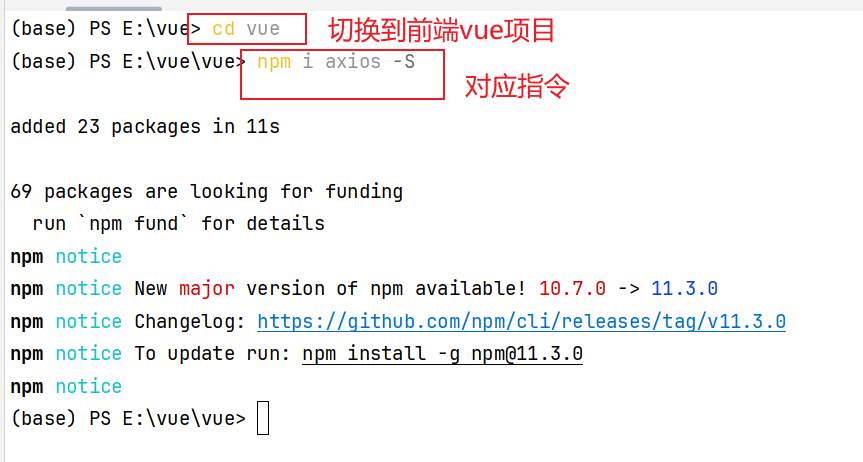 (base) PS E:\vue> cd vue 切换到前端vue项目
(base) PS E:\vue\vue> npm i axios -S
对应指令
added 23 packages in 11s
69 packages are looking for funding
run `npm fund` for details
npm notice
npm notice New major version of npm available! 10.7.0 -> 11.3.0
npm notice Changelog: https://github.com/npm/cli/releases/tag/v11.3.0
npm notice To update run: npm install -g npm@11.3.0
npm notice
(base) PS E:\vue\vue>